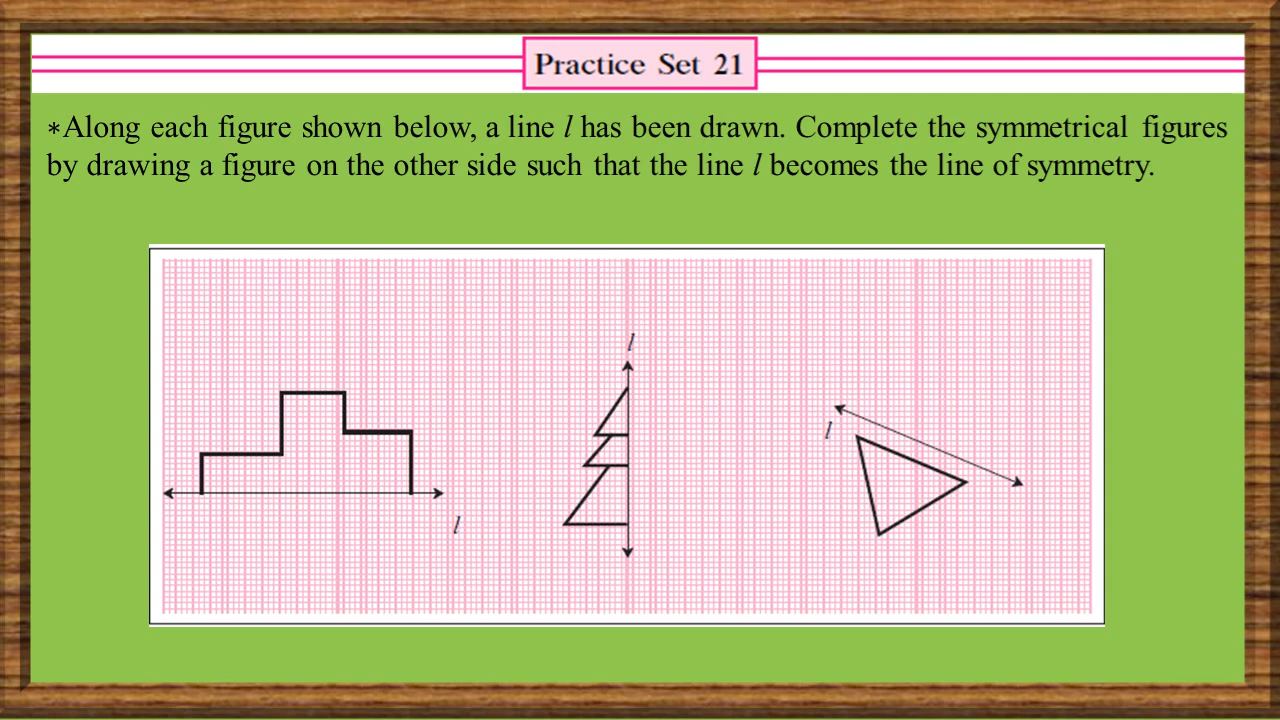 Practice Set 21
*Along each figure shown below, a line l has been drawn. Complete the symmetrical figures
by drawing a figure on the other side such that the line l becomes the line of symmetry.
l
l
l